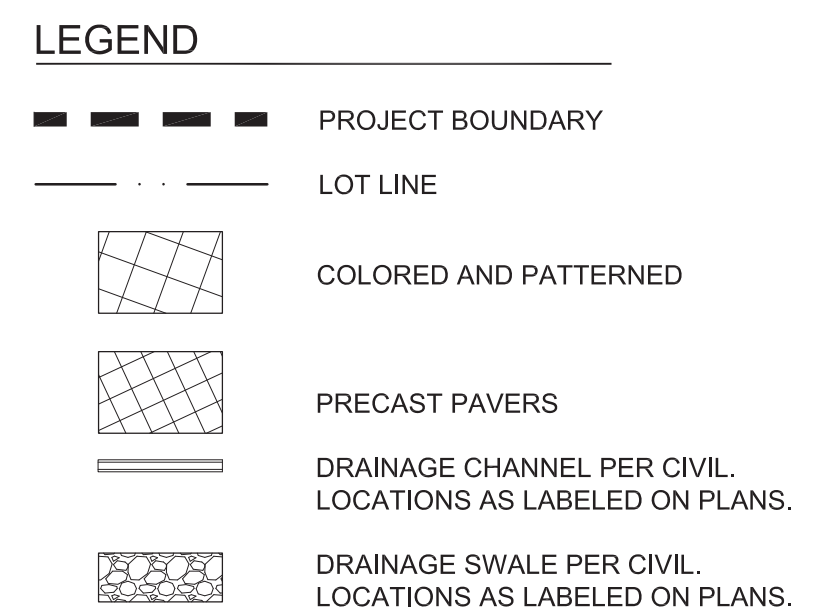 LEGEND
PROJECT BOUNDARY
LOT LINE
COLORED AND PATTERNED
PRECAST PAVERS
DRAINAGE CHANNEL PER CIVIL.
LOCATIONS AS LABELED ON PLANS.
DRAINAGE SWALE PER CIVIL.
LOCATIONS AS LABELED ON PLANS.